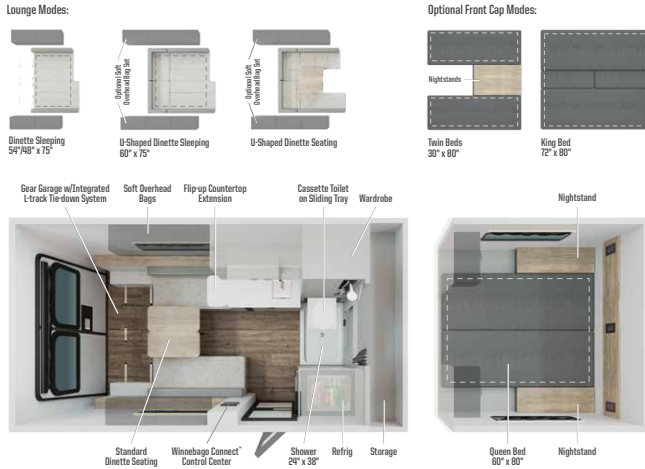 Lounge Modes:
Optional Front Cap Modes:
Optional Soft
Overhead Bag Set
Optional Soft
Overhead Bag Set
Nightstands
Dinette Sleeping
54"/48" x 75"
U-Shaped Dinette Sleeping
60" x 75"
U-Shaped Dinette Seating
Twin Beds
30" x 80"
King Bed
72" x 80"
Gear Garage w/Integrated
L-track Tie-down System
Soft Overhead
Bags
Flip-up Countertop
Extension
Cassette Toilet
on Sliding Tray
Wardrobe
Nightstand
Standard
Dinette Seating
Winnebago Connect™
Control Center
Shower
24" x 38"
Refrig
Storage
Queen Bed
60" x 80"
Nightstand